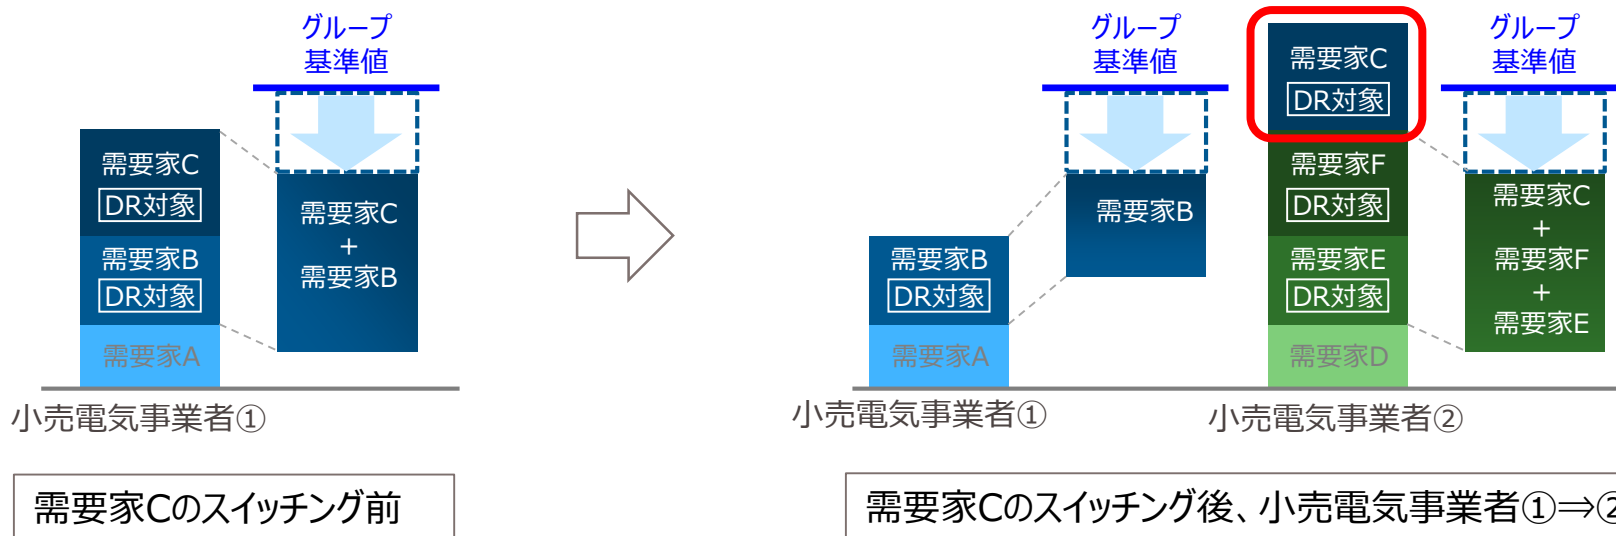 グループ
基準値
需要家C
DR対象
需要家B
DR対象
需要家A
需要家C
+
需要家B
小売電気事業者①
需要家Cのスイッチング前
グループ
基準値
需要家B
DR対象
需要家A
需要家B
小売電気事業者①
需要家C
DR対象
需要家F
DR対象
需要家E
DR対象
需要家D
グループ
基準値
需要家C
+
需要家F
+
需要家E
小売電気事業者②
需要家Cのスイッチング後、小売電気事業者①⇒②